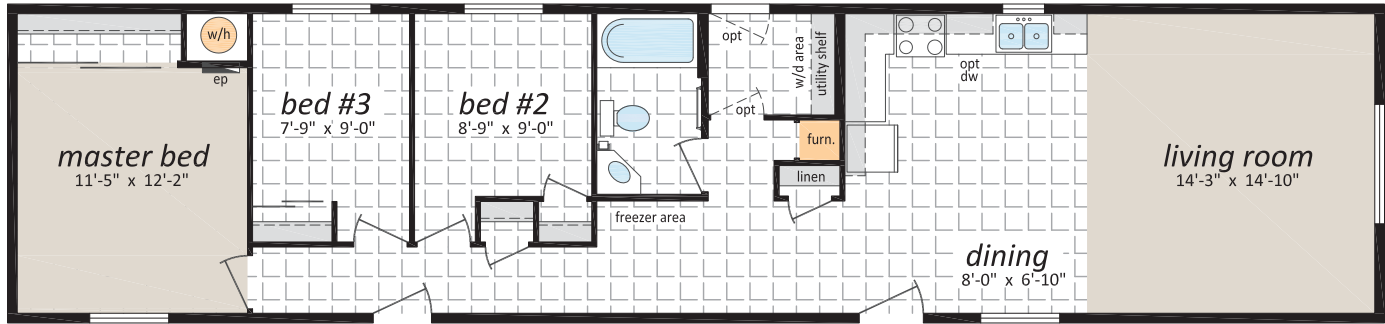 w/h
ep
master bed
11'-5" x 12'-2"
bed #3
7'-9" x 9'-0"
bed #2
8'-9" x 9'-0"
freezer area
opt
opt
w/d area
utility shelf
furn.
linen
opt
dw
dining
8'-0" x 6'-10"
living room
14'-3" x 14'-10"